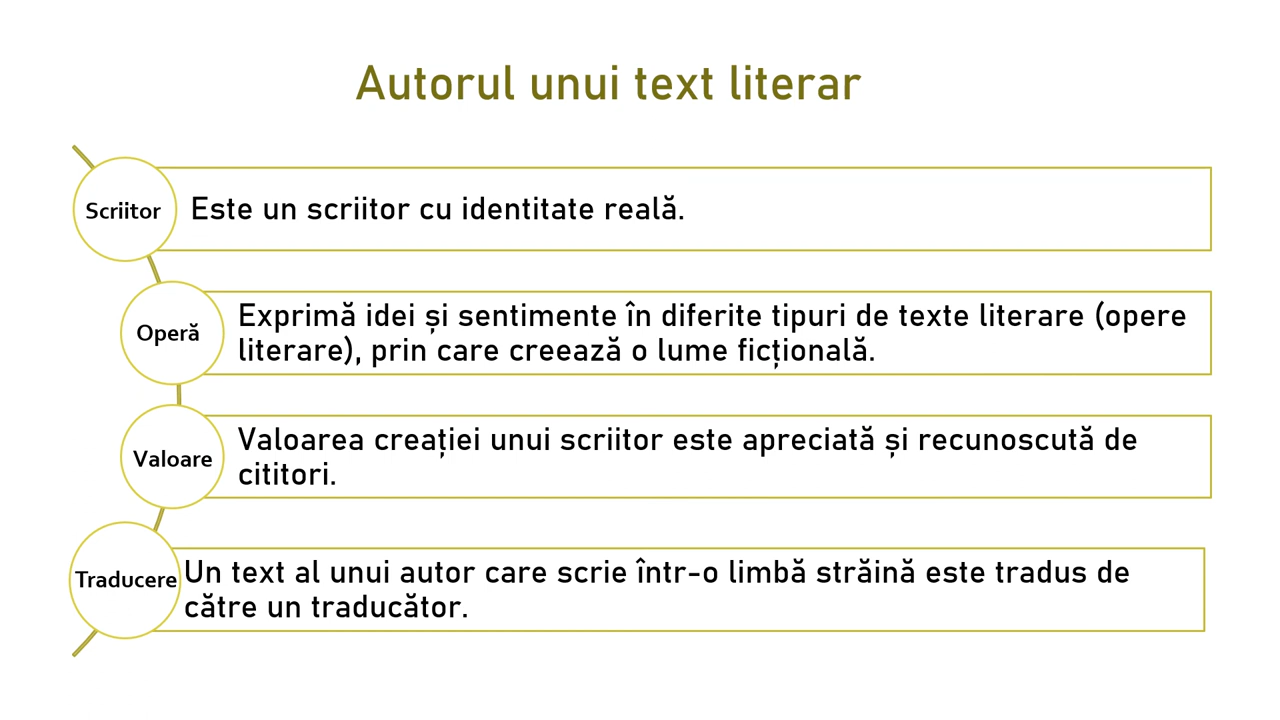 Autorul unui text literar
Scriitor
Este un scriitor cu identitate reală.
Operă
Exprimă idei și sentimente în diferite tipuri de texte literare (opere
literare), prin care creează o lume ficțională.
Valoare
Valoarea creației unui scriitor este apreciată și recunoscută de
cititori.
Traducere
Un text al unui autor care scrie într-o limbă străină este tradus de
către un traducător.